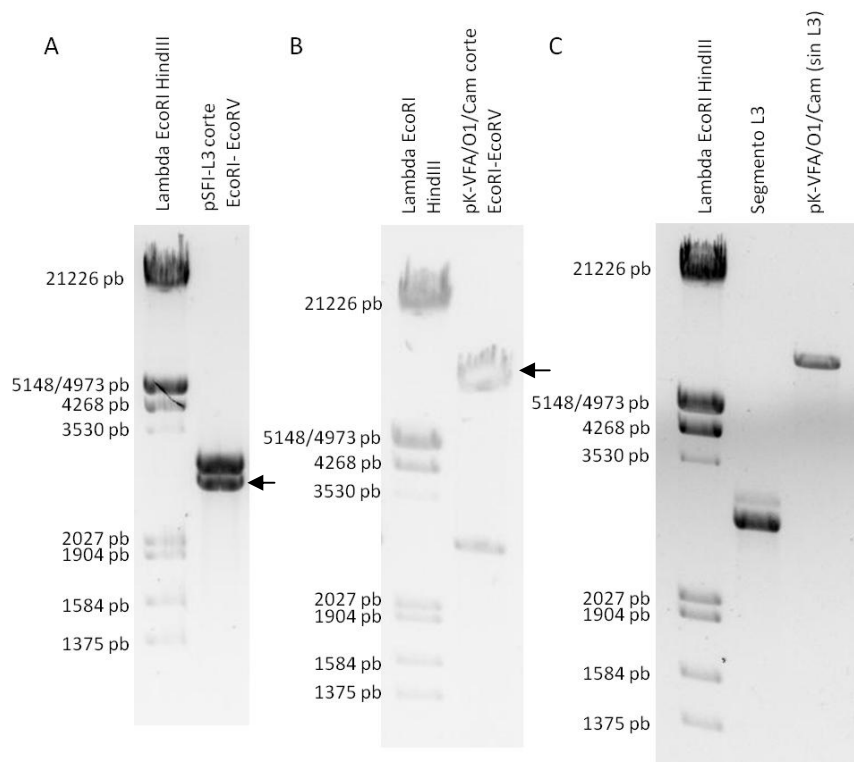 A
Lambda EcoRI HindIII
pSFI-L3 corte
EcoRI- EcoRV
21226 pb
5148/4973 pb
4268 pb
3530 pb
2027 pb
1904 pb
1584 pb
1375 pb
B
Lambda EcoRI
HindIII
pK-VFA/O1/Cam corte
EcoRI-EcoRV
21226 pb
5148/4973 pb
4268 pb
3530 pb
2027 pb
1904 pb
1584 pb
1375 pb
C
Lambda EcoRI HindIII
Segmento L3
pK-VFA/O1/Cam (sin L3)
21226 pb
5148/4973 pb
4268 pb
3530 pb
2027 pb
1904 pb
1584 pb
1375 pb